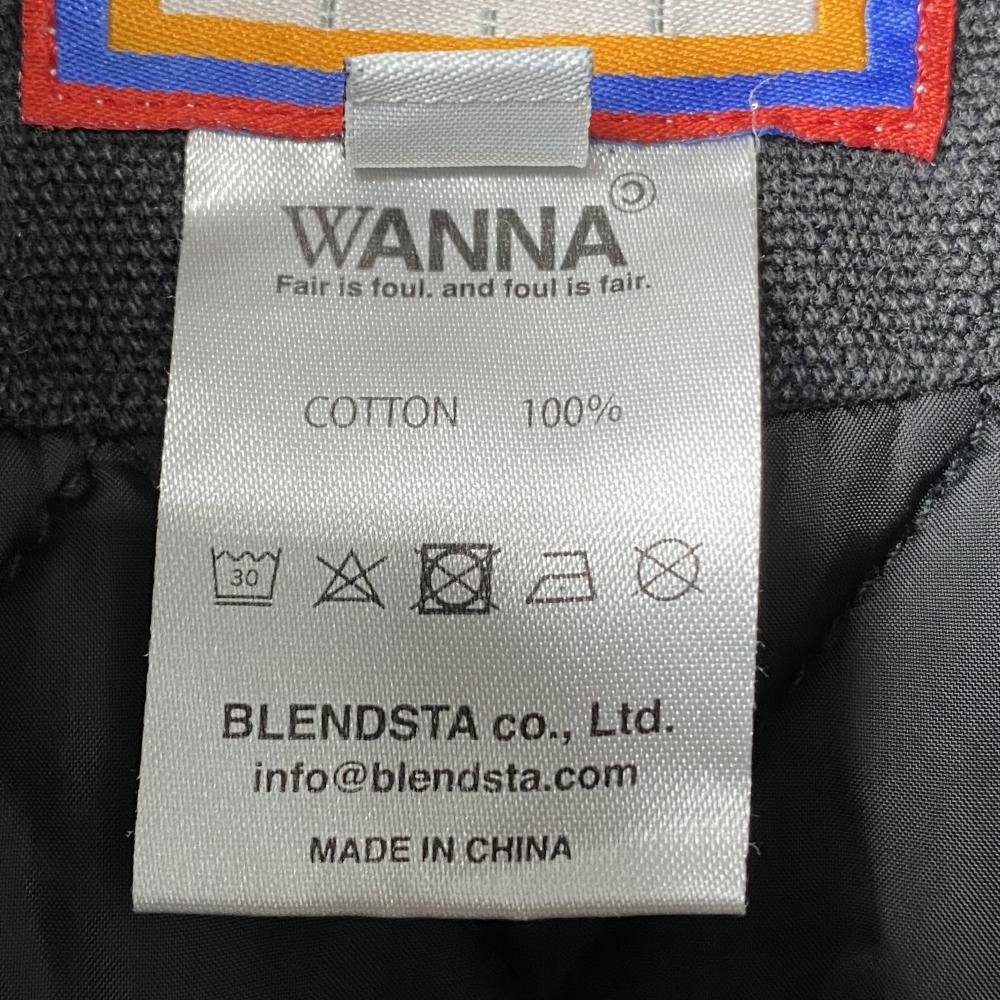 WANNA©
Fair is foul. and foul is fair.
COTTON 100%
30
BLENDSTA co., Ltd.
info@blendsta.com
MADE IN CHINA